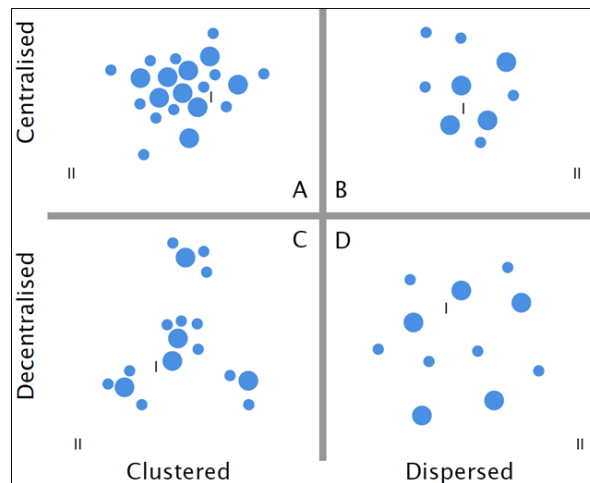 Centralised
I
I
II
II
A
B
C
D
Decentralised
I
I
II
II
Clustered
Dispersed